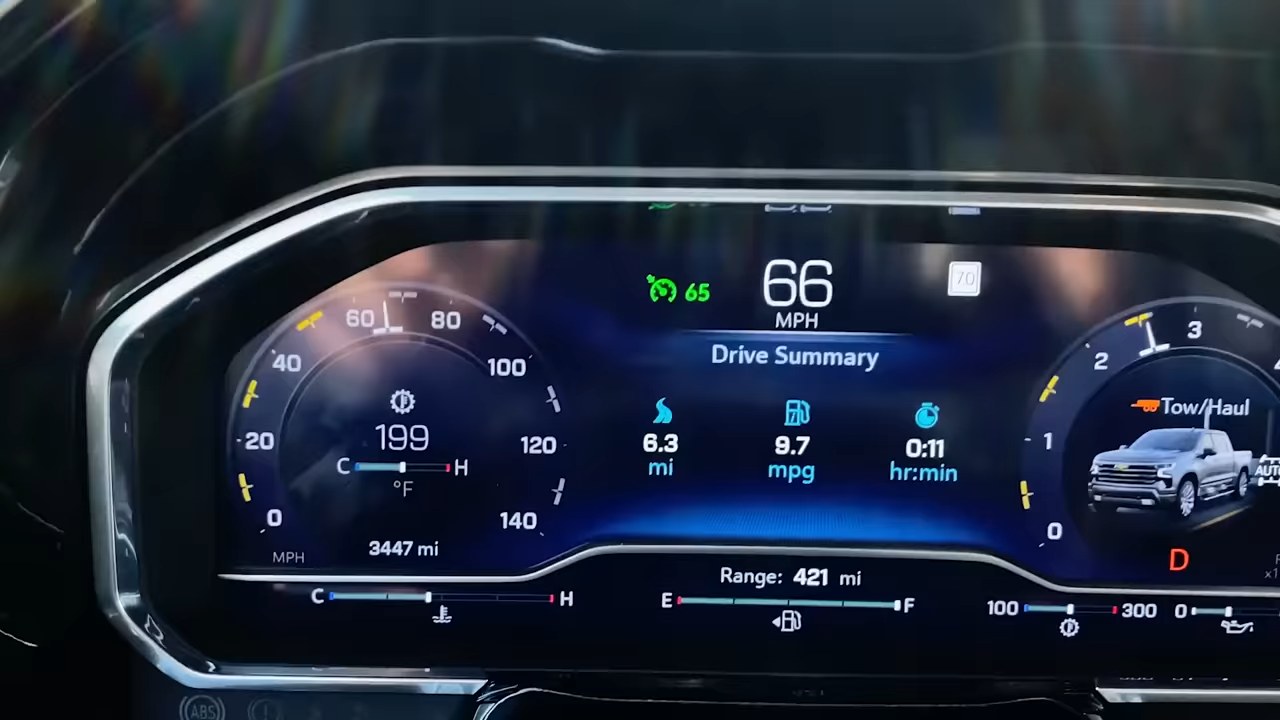 65
66
MPH
70
Drive Summary
6.3
mi
9.7
mpg
0:11
hr:min
0
20
40
60
80
100
120
140
199
C H
°F
MPH
3447 mi
0
1
2
3
Tow/Haul
AUTO
D
C H
Range: 421 mi
E F
100 300
0
ABS